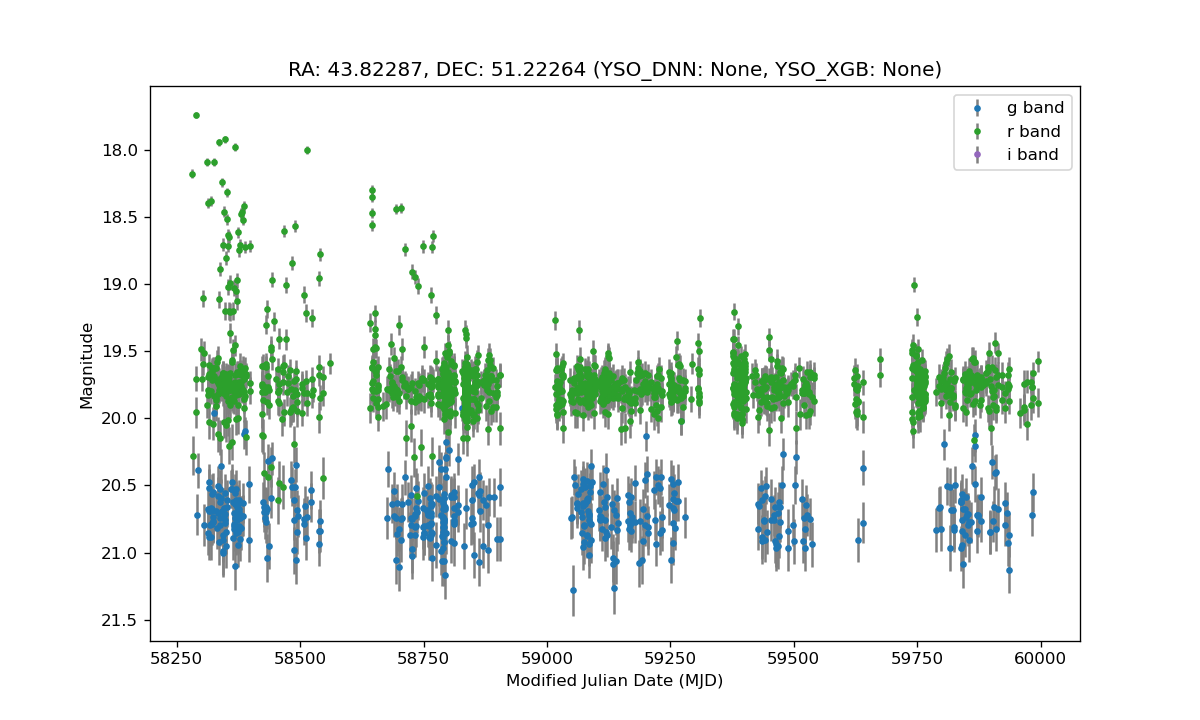 RA: 43.82287, DEC: 51.22264 (YSO_DNN: None, YSO_XGB: None)
g band
r band
i band
18.0
18.5
19.0
19.5
20.0
20.5
21.0
21.5
Magnitude
58250 58500 58750 59000 59250 59500 59750 60000
Modified Julian Date (MJD)